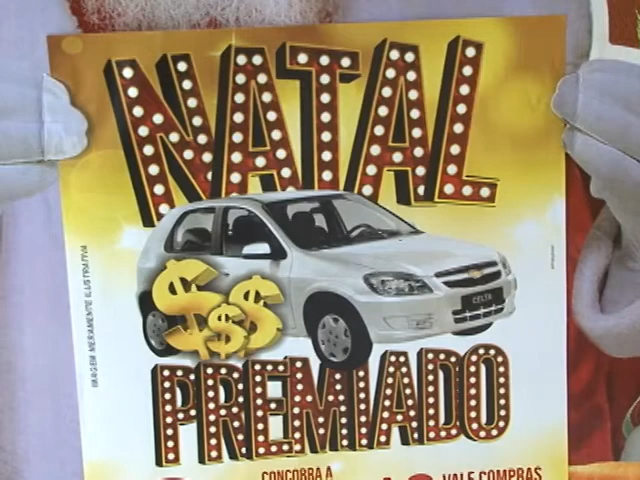 NATAL
IMAGEM MERAMENTE ILUSTRATIVA
CELTA
$$$
PREMIADO
CONCORRA A
VALE COMPRAS